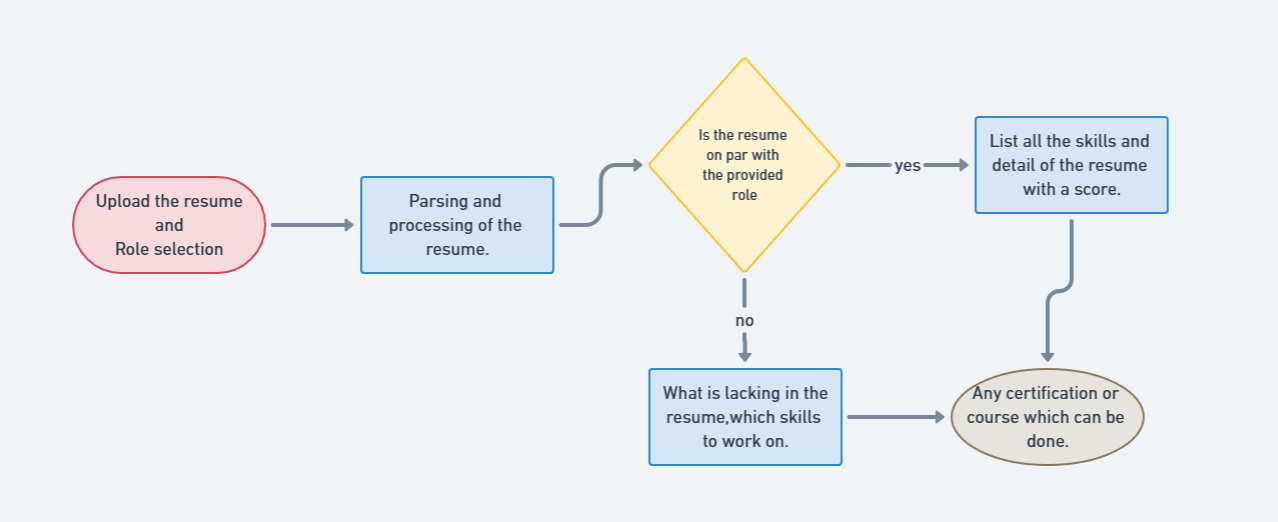 Upload the resume
and
Role selection
Parsing and
processing of the
resume.
Is the resume
on par with
the provided
role
yes
List all the skills and
detail of the resume
with a score.
no
What is lacking in the
resume,which skills
to work on.
Any certification or
course which can be
done.